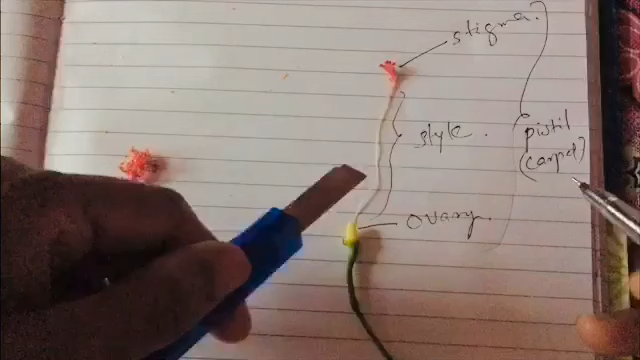 stigma.
style.
pistil
(carpel)
ovary.